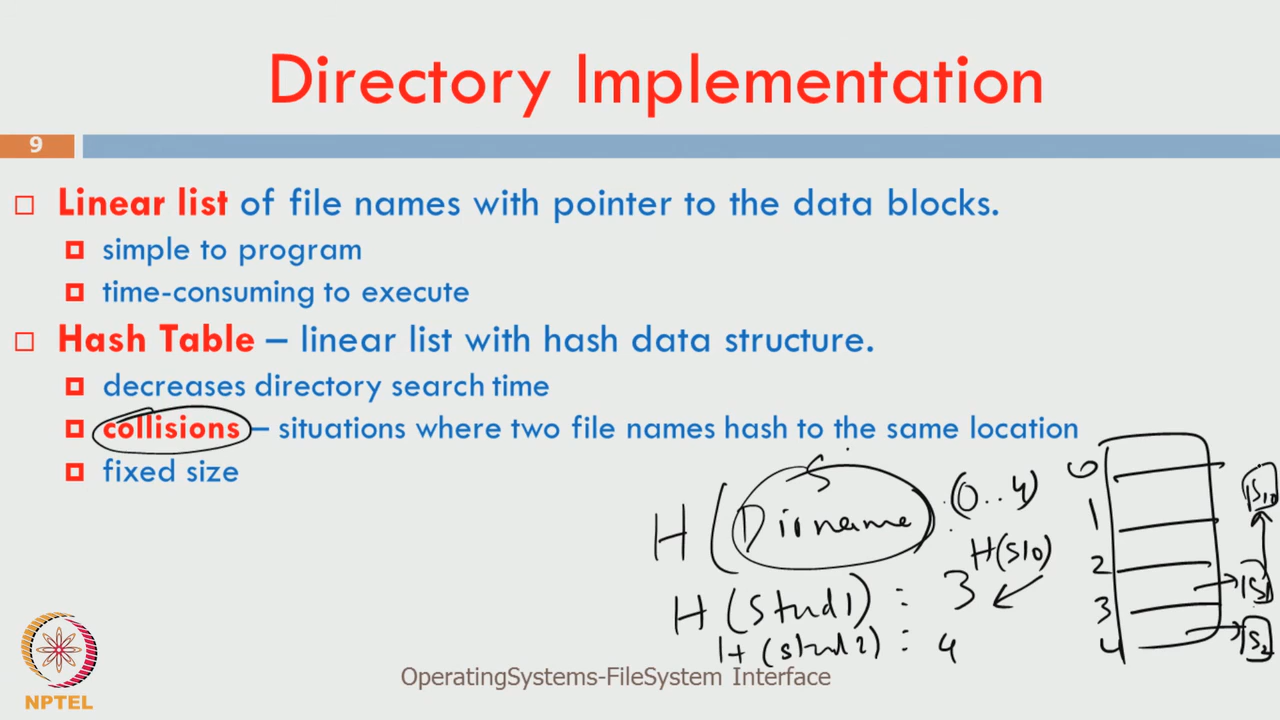 Directory Implementation
9
Linear list of file names with pointer to the data blocks.
simple to program
time-consuming to execute
Hash Table – linear list with hash data structure.
decreases directory search time
collisions – situations where two file names hash to the same location
fixed size
H (Dirname) (0..4)
H(S10)
H (Stud1) : 3
H (Stud2) : 4
0
1
2
3
4
S10
S1
S2
OperatingSystems-FileSystem Interface
NPTEL